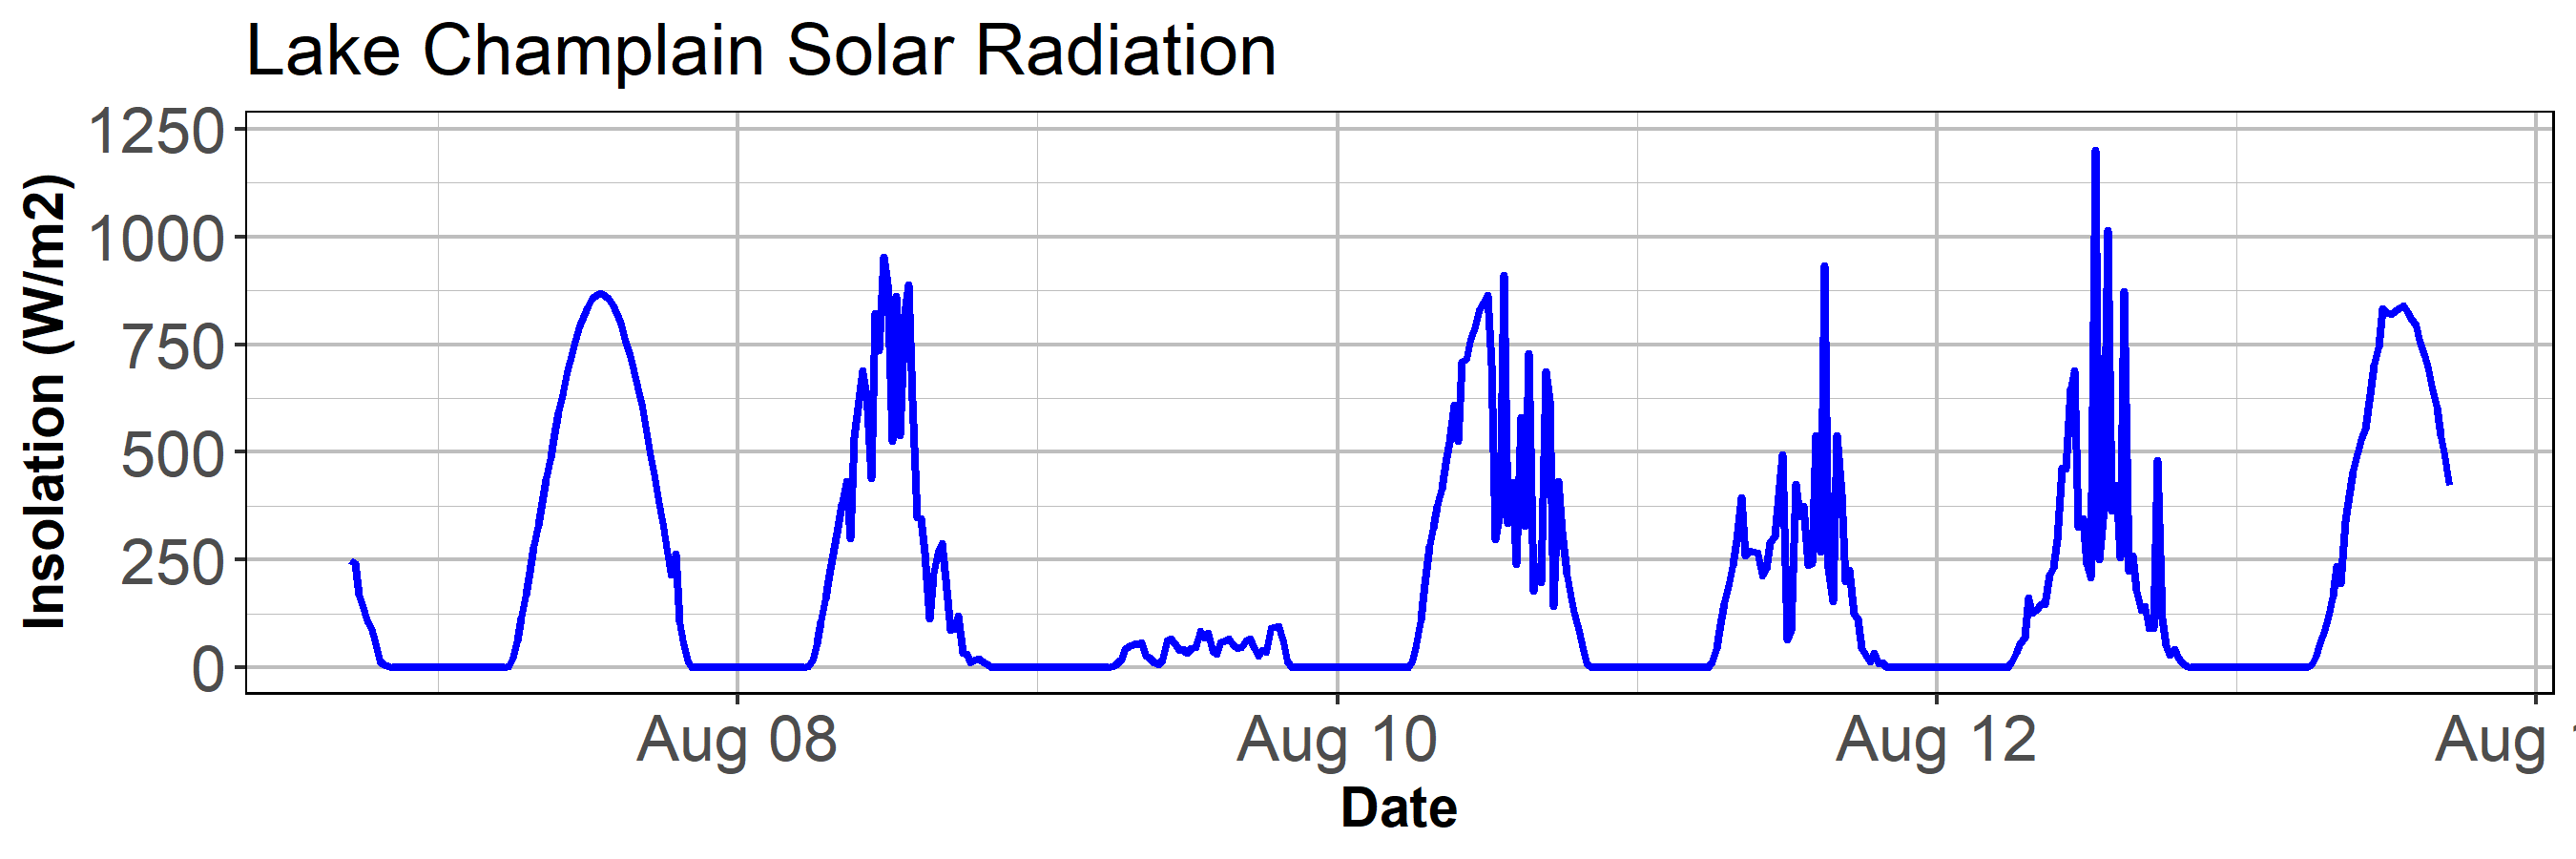 Lake Champlain Solar Radiation
Insolation (W/m2)
1250
1000
750
500
250
0
Aug 08 Aug 10 Aug 12 Aug
Date